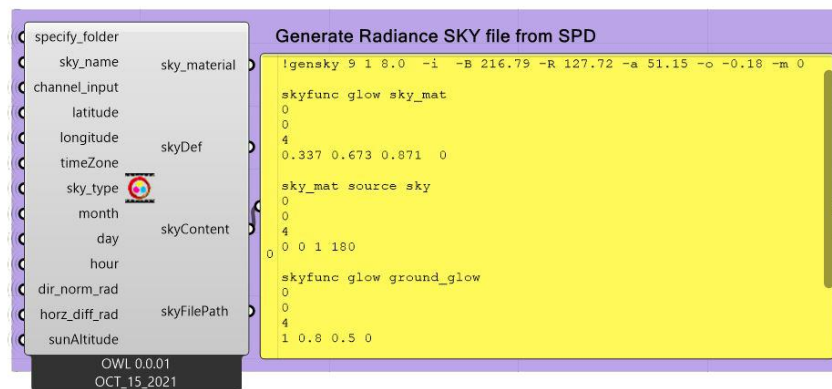 Generate Radiance SKY file from SPD
specify_folder
sky_name
channel_input
latitude
longitude
timeZone
sky_type
month
day
hour
dir_norm_rad
horz_diff_rad
sunAltitude
sky_material
skyDef
skyContent
skyFilePath
OWL 0.0.01
OCT_15_2021
0
!gensky 9 1 8.0 -i -B 216.79 -R 127.72 -a 51.15 -o -0.18 -m 0
skyfunc glow sky_mat
0
0
4
0.337 0.673 0.871 0
sky_mat source sky
0
0
4
0 0 1 180
skyfunc glow ground_glow
0
0
4
1 0.8 0.5 0